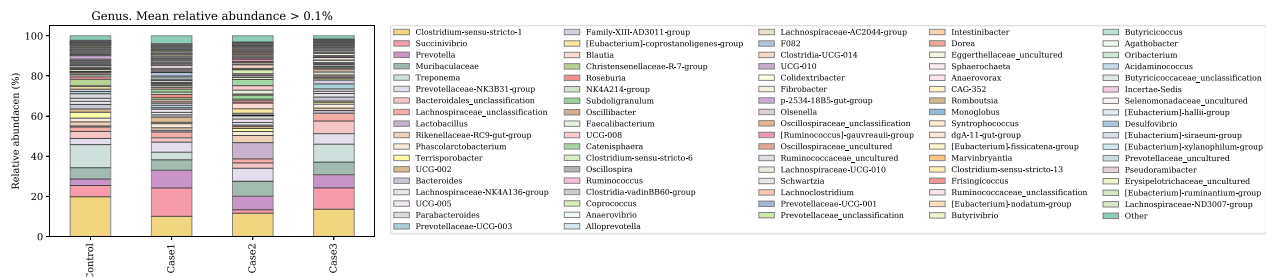 Genus. Mean relative abundance > 0.1%
Relative abundacen (%)
100
80
60
40
20
0
Control
Case1
Case2
Case3
Clostridium-sensu-stricto-1
Succinivibrio
Prevotella
Muribaculaceae
Treponema
Prevotellaceae-NK3B31-group
Bacteroidales_unclassification
Lachnospiraceae_unclassification
Lactobacillus
Rikenellaceae-RC9-gut-group
Phascolarctobacterium
Terrisporobacter
UCG-002
Bacteroides
Lachnospiraceae-NK4A136-group
UCG-005
Parabacteroides
Prevotellaceae-UCG-003
Family-XIII-AD3011-group
[Eubacterium]-coprostanoligenes-group
Blautia
Christensenellaceae-R-7-group
Roseburia
NK4A214-group
Subdoligranulum
Oscillibacter
Faecalibacterium
UCG-008
Catenisphaera
Clostridium-sensu-stricto-6
Oscillospira
Ruminococcus
Clostridia-vadinBB60-group
Coprococcus
Anaerovibrio
Alloprevotella
Lachnospiraceae-AC2044-group
F082
Clostridia-UCG-014
UCG-010
Colidextribacter
Fibrobacter
p-2534-18B5-gut-group
Olsenella
Oscillospiraceae_unclassification
[Ruminococcus]-gauvreauii-group
Oscillospiraceae_uncultured
Ruminococcaceae_uncultured
Lachnospiraceae-UCG-010
Schwartzia
Lachnoclostridium
Prevotellaceae-UCG-001
Prevotellaceae_unclassification
Intestinibacter
Dorea
Eggerthellaceae_uncultured
Sphaerochaeta
Anaerovorax
CAG-352
Romboutsia
Monoglobus
Syntrophococcus
dgA-11-gut-group
[Eubacterium]-fissicatena-group
Marvinbryantia
Clostridium-sensu-stricto-13
Frisingicoccus
Ruminococcaceae_unclassification
[Eubacterium]-nodatum-group
Butyrivibrio
Butyricicoccus
Agathobacter
Oribacterium
Acidaminococcus
Butyricicoccaceae_unclassification
Incertae-Sedis
Selenomonadaceae_uncultured
[Eubacterium]-hallii-group
Desulfovibrio
[Eubacterium]-siraeum-group
[Eubacterium]-xylanophilum-group
Prevotellaceae_uncultured
Pseudoramibacter
Erysipelotrichaceae_uncultured
[Eubacterium]-ruminantium-group
Lachnospiraceae-ND3007-group
Other